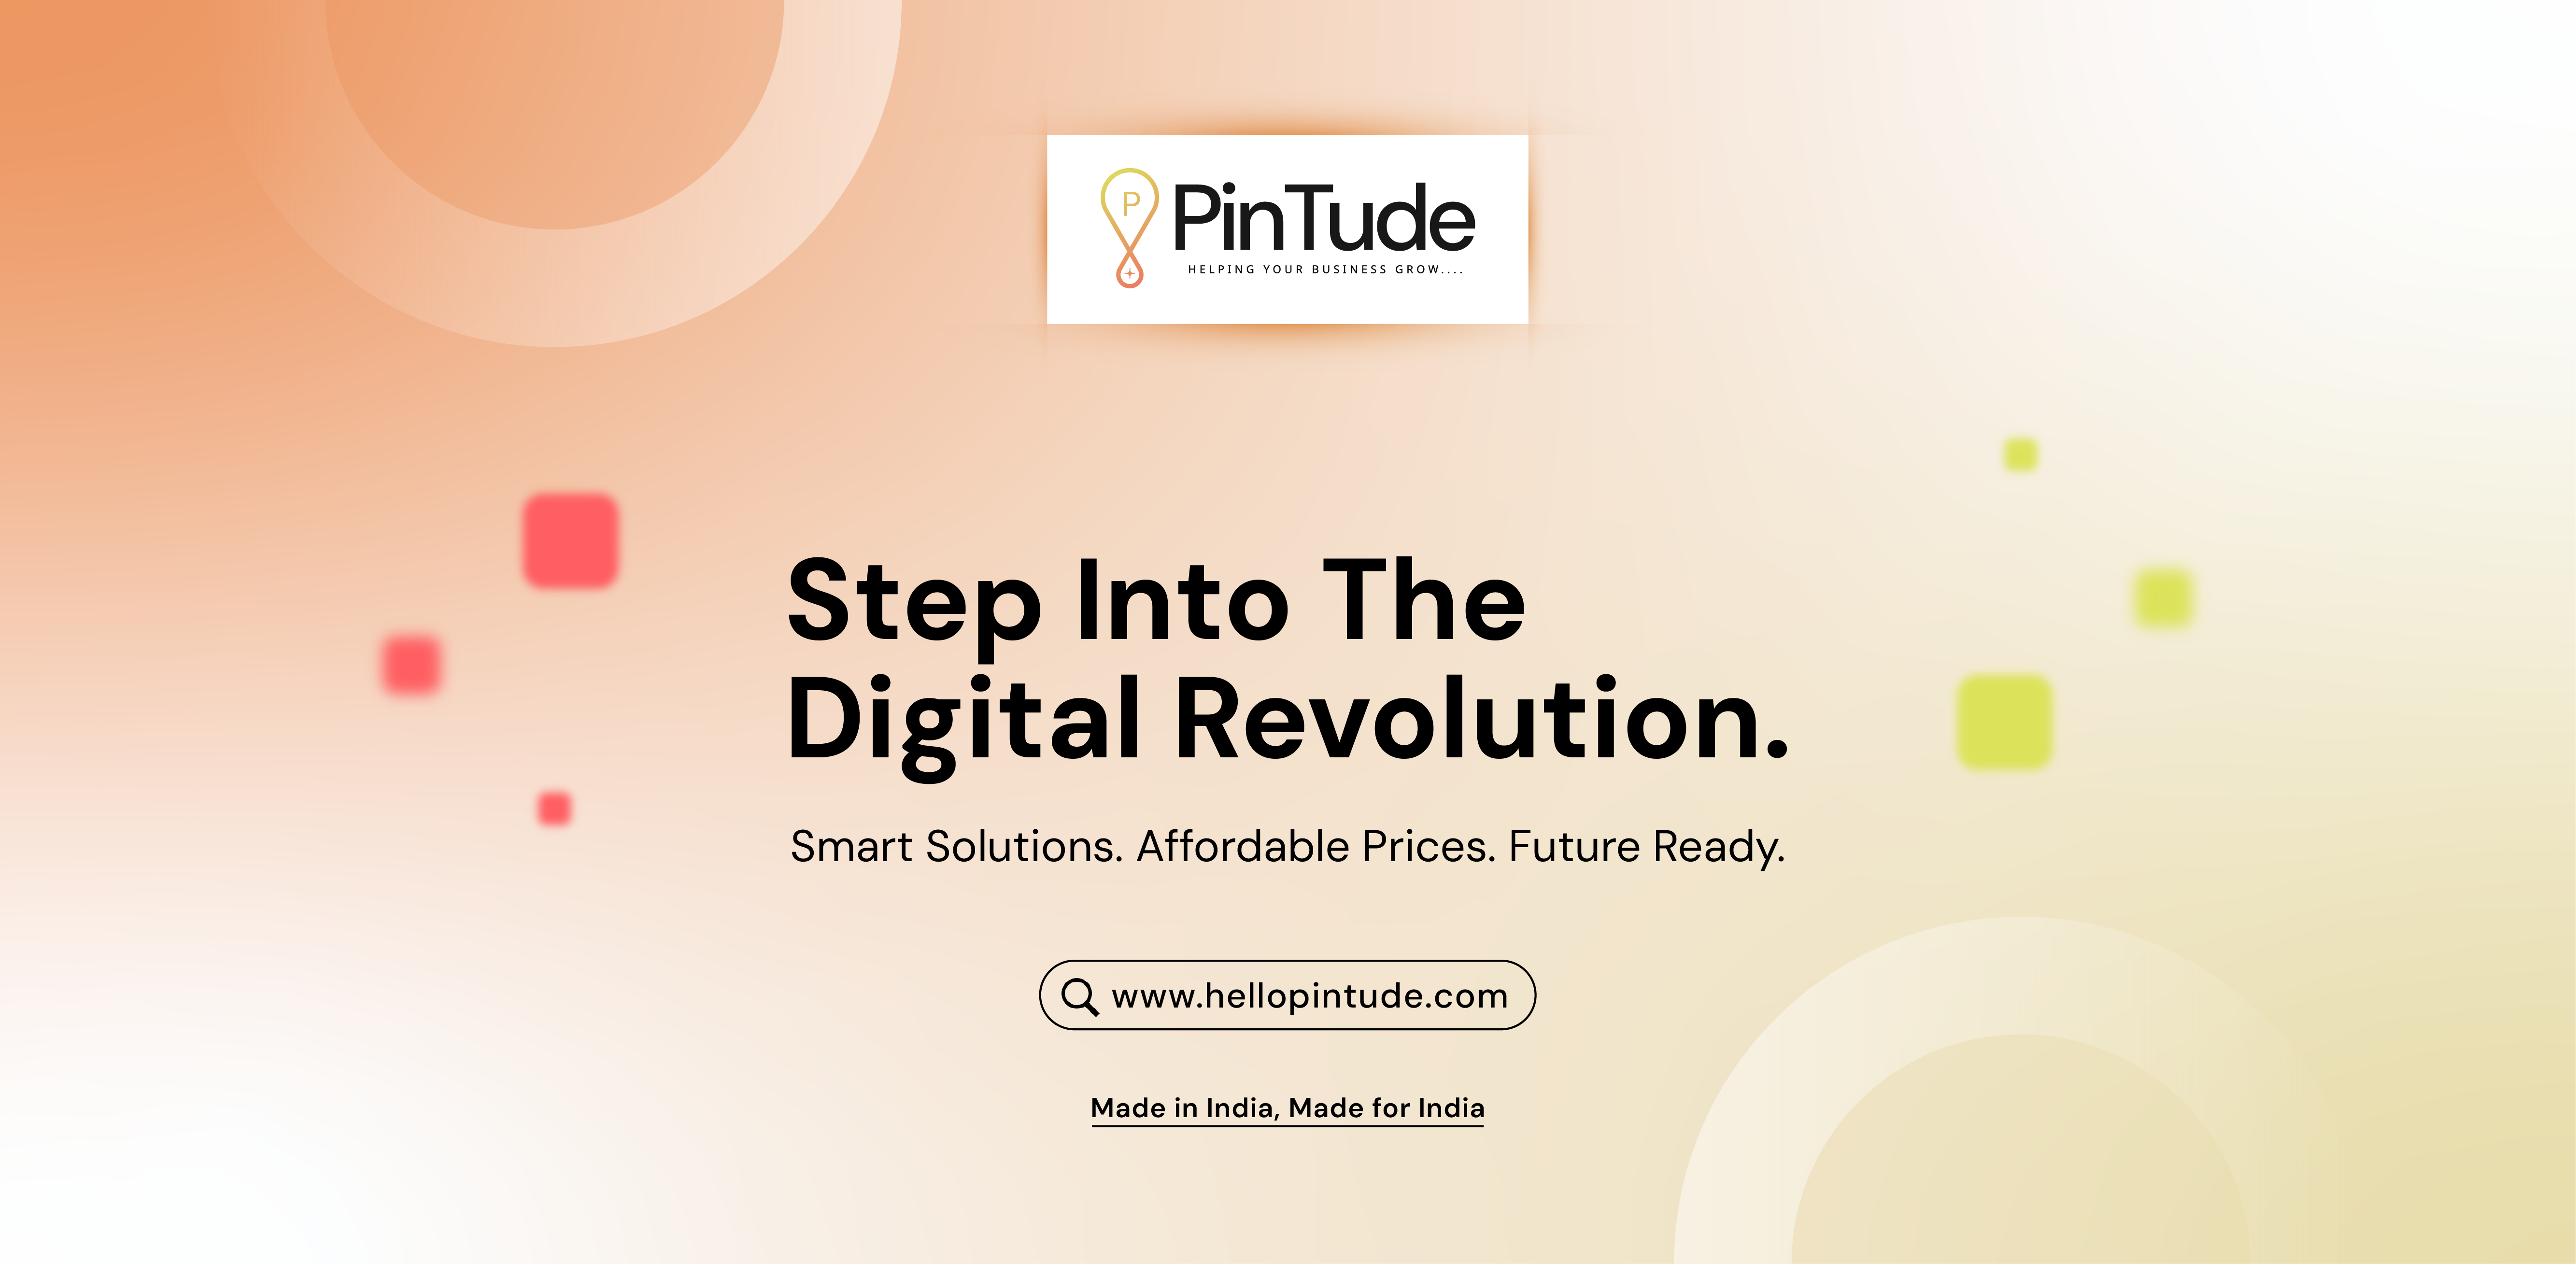 P
PinTude
HELPING YOUR BUSINESS GROW....
Step Into The
Digital Revolution.
Smart Solutions. Affordable Prices. Future Ready.
www.hellopintude.com
Made in India, Made for India